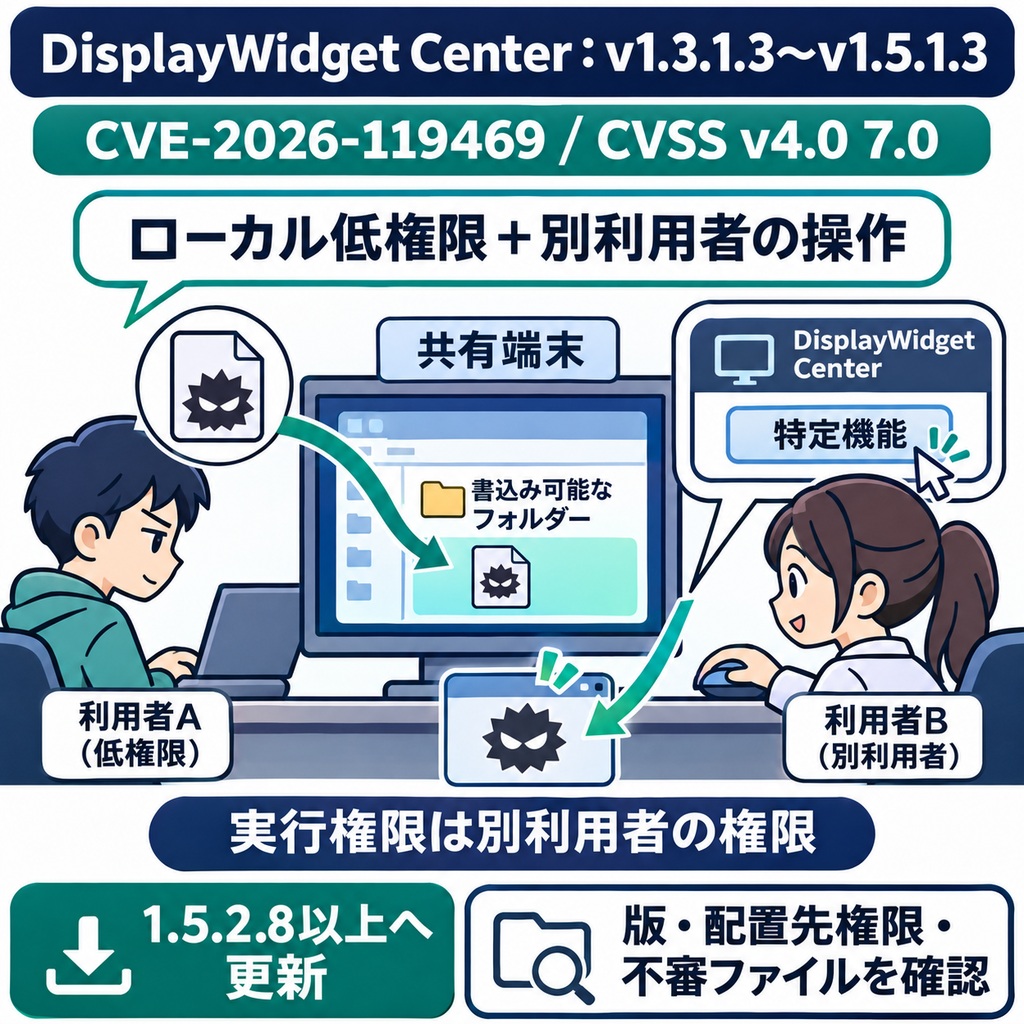 DisplayWidget Center：v1.3.1.3～v1.5.1.3
CVE-2026-119469 / CVSS v4.0 7.0
ローカル低権限＋別利用者の操作
共有端末
DisplayWidget
Center
特定機能
書込み可能な
フォルダー
利用者A
（低権限）
利用者B
（別利用者）
実行権限は別利用者の権限
1.5.2.8以上へ
更新
版・配置先権限・
不審ファイルを確認